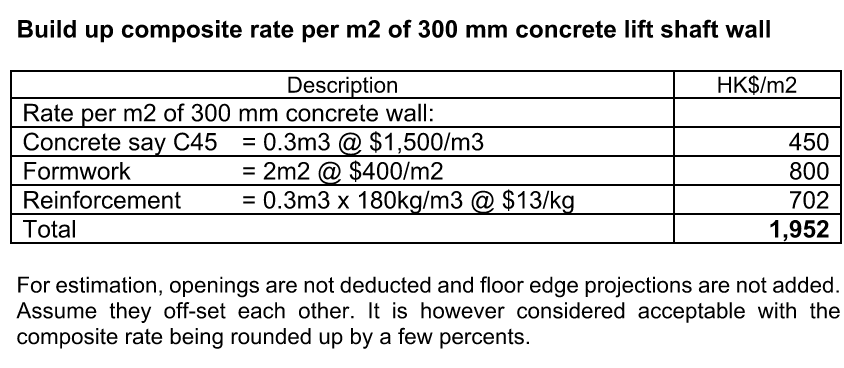 Build up composite rate per m2 of 300 mm concrete lift shaft wall
Description HK$/m2
Rate per m2 of 300 mm concrete wall:
Concrete say C45 = 0.3m3 @ $1,500/m3 450
Formwork = 2m2 @ $400/m2 800
Reinforcement = 0.3m3 x 180kg/m3 @ $13/kg 702
Total 1,952
For estimation, openings are not deducted and floor edge projections are not added.
Assume they off-set each other. It is however considered acceptable with the
composite rate being rounded up by a few percents.